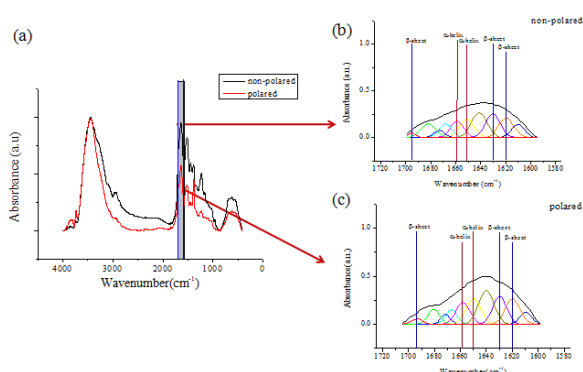 (a)
non-polared
polared
Absorbance (a.u)
4000 3000 2000 1000 0
Wavenumber(cm⁻¹)
(b)
non-polared
β-sheet
α-helix
α-helix
β-sheet
β-sheet
1.0
0.5
0.0
Absorbance (a.u.)
1720 1700 1680 1660 1640 1620 1600 1580
Wavenumber (cm⁻¹)
(c)
polared
β-sheet
α-helix
α-helix
β-sheet
β-sheet
1.0
0.5
0.0
Absorbance(a.u.)
1720 1700 1680 1660 1640 1620 1600 1580
Wavenumber(cm⁻¹)